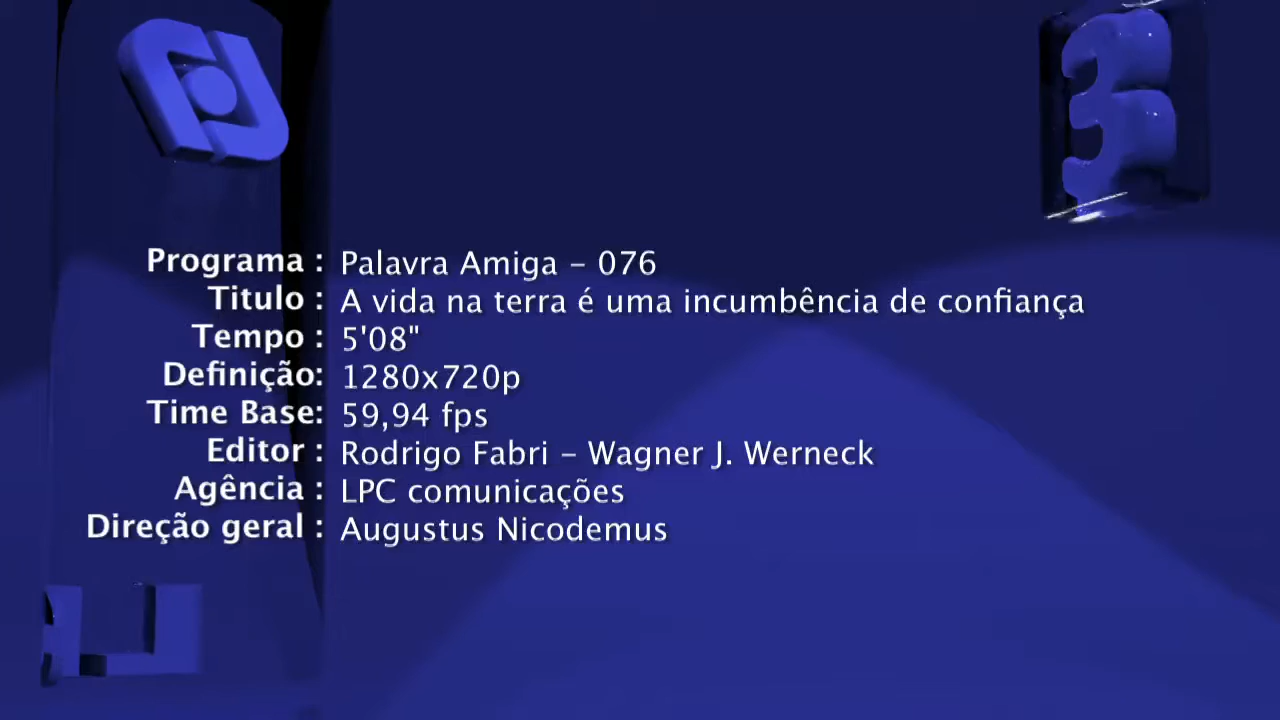 3
Programa : Palavra Amiga – 076
Titulo : A vida na terra é uma incumbência de confiança
Tempo : 5'08"
Definição: 1280x720p
Time Base: 59,94 fps
Editor : Rodrigo Fabri – Wagner J. Werneck
Agência : LPC comunicações
Direção geral : Augustus Nicodemus